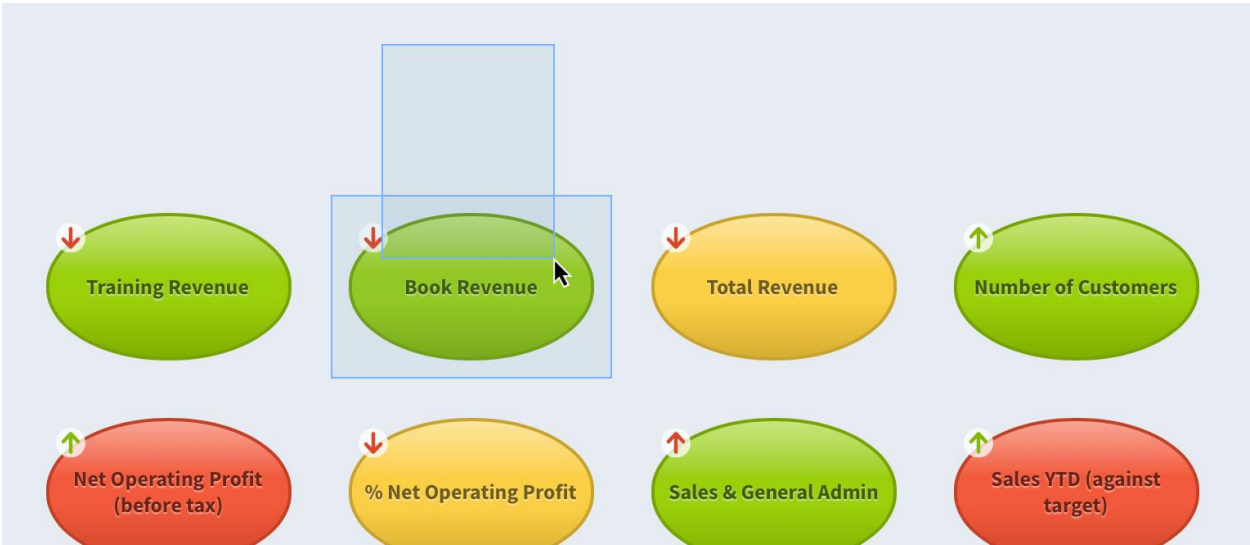 Training Revenue
Book Revenue
Total Revenue
Number of Customers
Net Operating Profit
(before tax)
% Net Operating Profit
Sales & General Admin
Sales YTD (against
target)